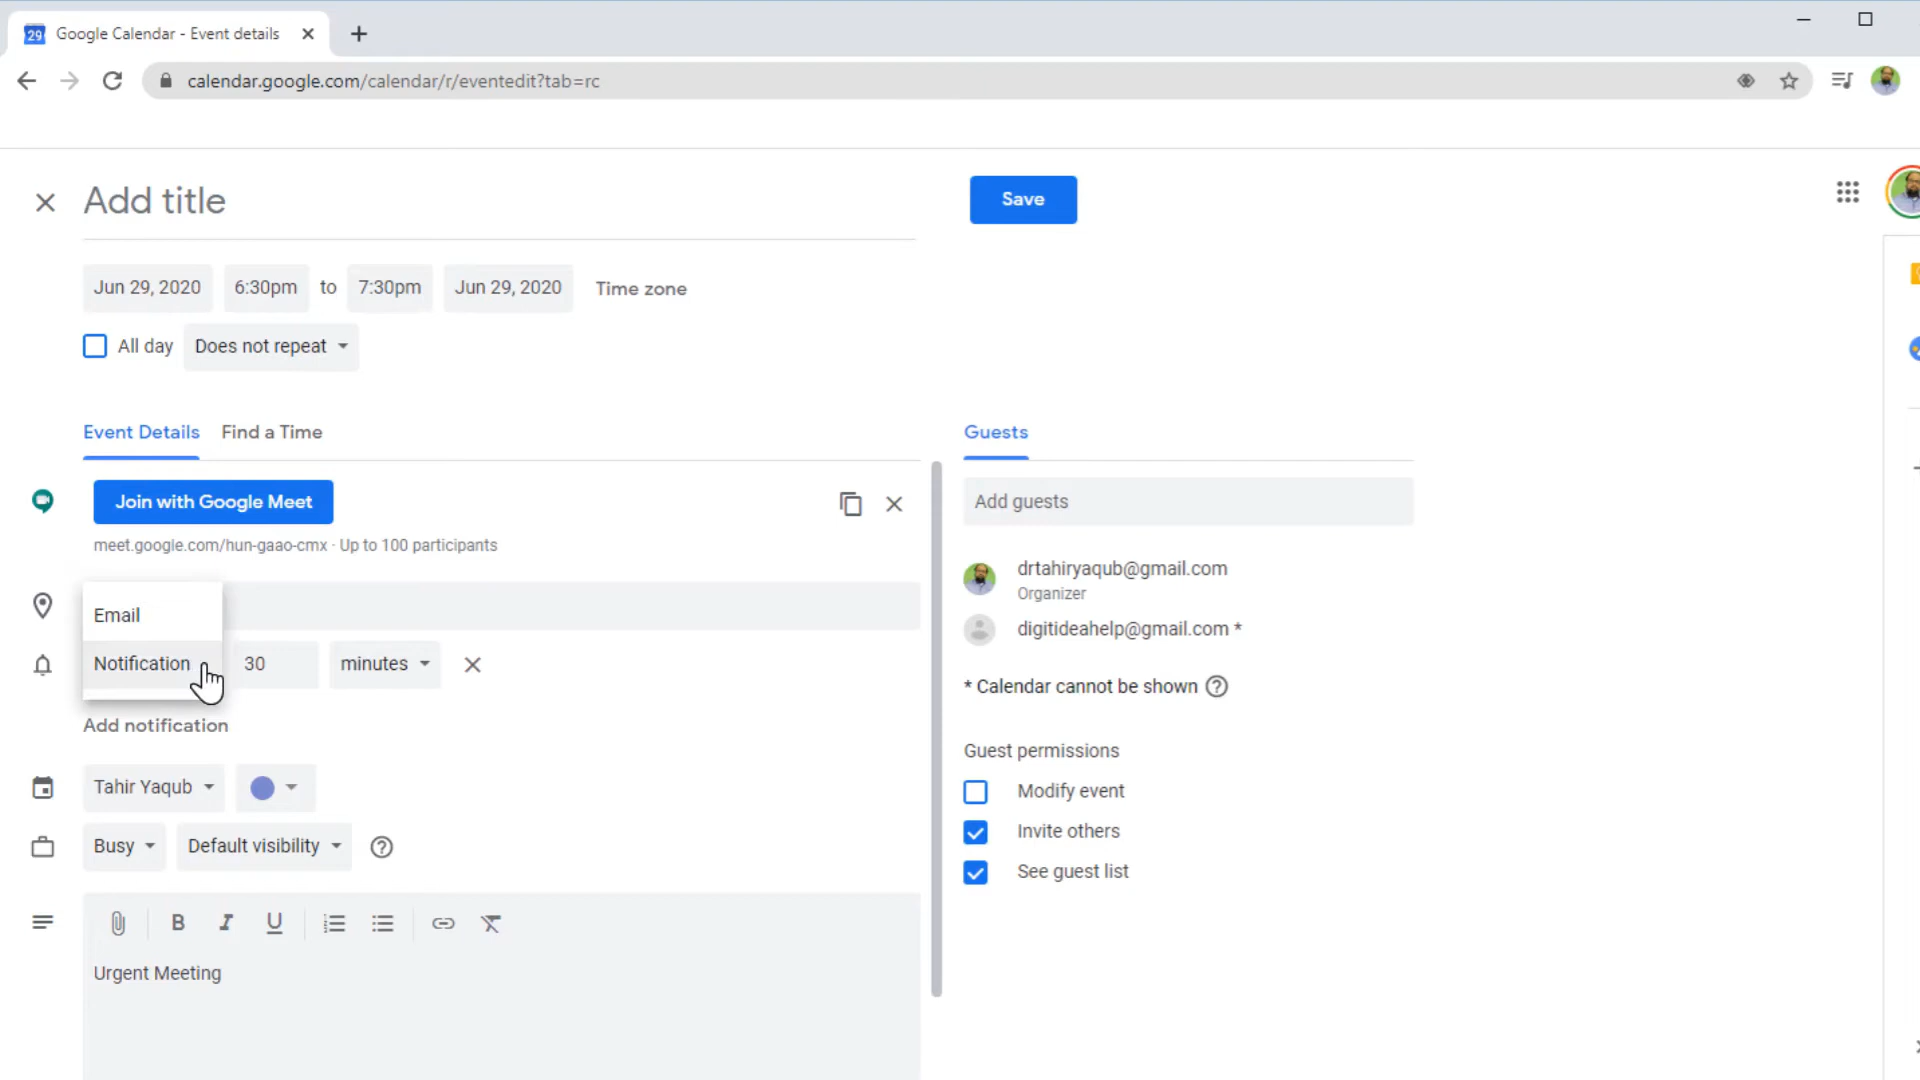 29 Google Calendar - Event details
calendar.google.com/calendar/r/eventedit?tab=rc
Add title
Save
Jun 29, 2020 6:30pm to 7:30pm Jun 29, 2020 Time zone
All day Does not repeat
Event Details Find a Time
Guests
Join with Google Meet
meet.google.com/hun-gaao-cmx · Up to 100 participants
Email
Notification 30 minutes
Add notification
Tahir Yaqub
Busy Default visibility
B I U
Urgent Meeting
Add guests
drtahiryaqub@gmail.com
Organizer
digitideahelp@gmail.com *
* Calendar cannot be shown
Guest permissions
Modify event
Invite others
See guest list